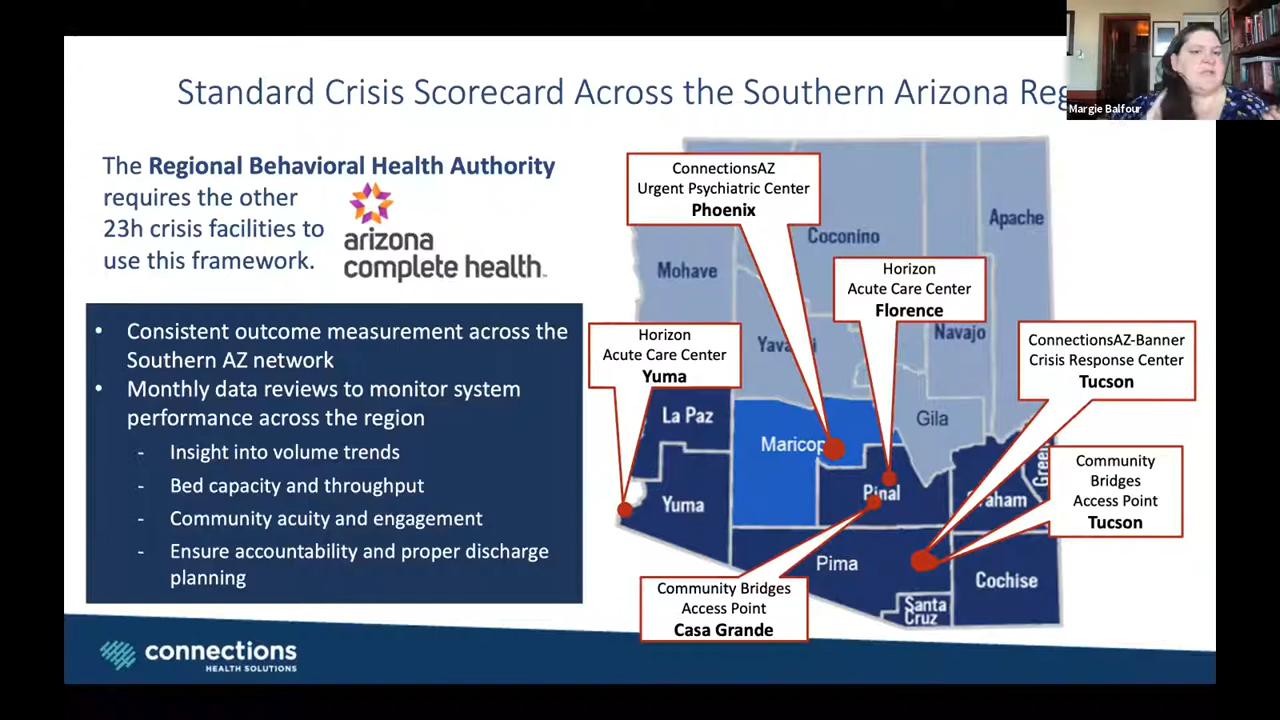 Standard Crisis Scorecard Across the Southern Arizona Reg
Margie Balfour
The Regional Behavioral Health Authority
requires the other
23h crisis facilities to
use this framework.
arizona
complete health
• Consistent outcome measurement across the
Southern AZ network
• Monthly data reviews to monitor system
performance across the region
- Insight into volume trends
- Bed capacity and throughput
- Community acuity and engagement
- Ensure accountability and proper discharge
planning
ConnectionsAZ
Urgent Psychiatric Center
Phoenix
Horizon
Acute Care Center
Florence
Horizon
Acute Care Center
Yuma
ConnectionsAZ-Banner
Crisis Response Center
Tucson
Community
Bridges
Access Point
Tucson
Community Bridges
Access Point
Casa Grande
Mohave
Coconino
Apache
Navajo
Gila
La Paz
Maricop
Yuma
Pinal
Pima
Cochise
Santa
Cruz
connections
HEALTH SOLUTIONS